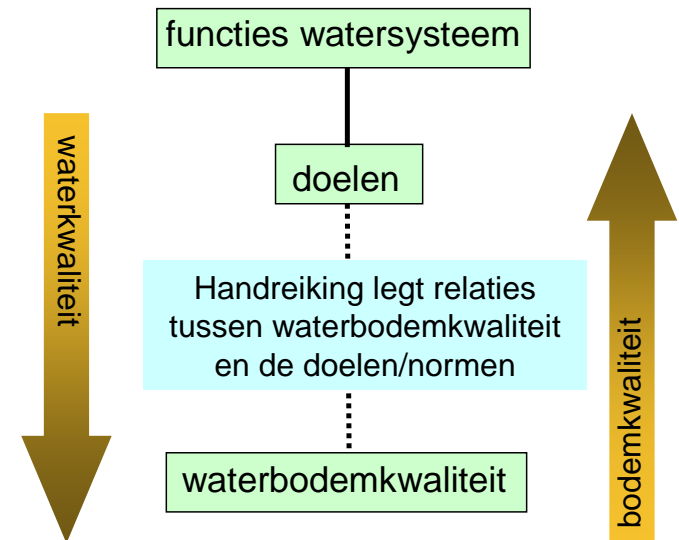 functies watersysteem
waterkwaliteit
doelen
Handreiking legt relaties
tussen waterbodemkwaliteit
en de doelen/normen
bodemkwaliteit
waterbodemkwaliteit